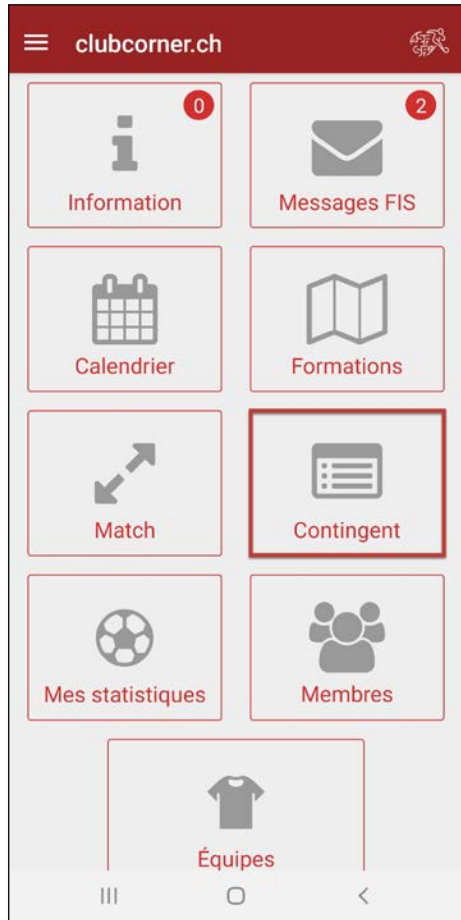 clubcorner.ch
0
2
Information
Messages FIS
Calendrier
Formations
Match
Contingent
Mes statistiques
Membres
Équipes